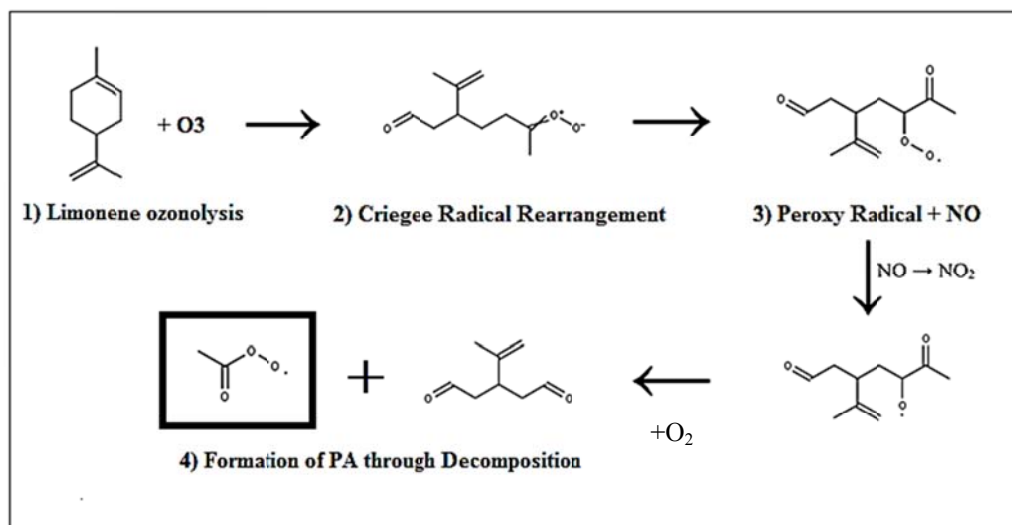 + O3
1) Limonene ozonolysis
2) Criegee Radical Rearrangement
3) Peroxy Radical + NO
NO → NO₂
+
+O₂
4) Formation of PA through Decomposition